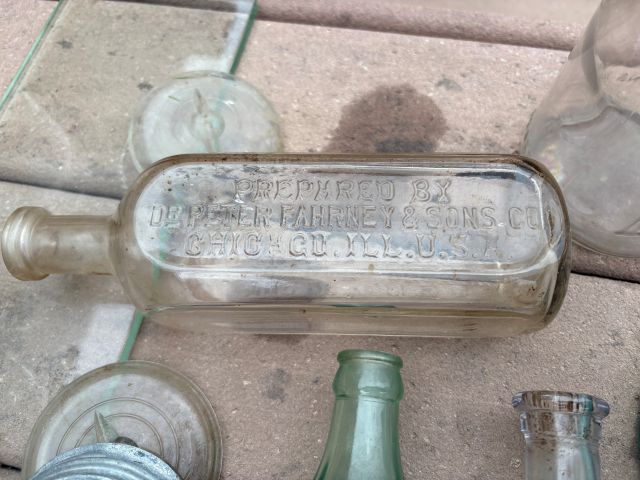 PREPARED BY
DR PETER FAHRNEY & SONS CO
CHICAGO, ILL. U.S.A.